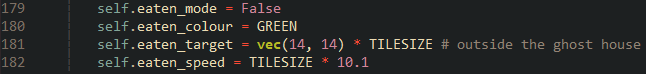 179 self.eaten_mode = False
180 self.eaten_colour = GREEN
181 self.eaten_target = vec(14, 14) * TILESIZE # outside the ghost house
182 self.eaten_speed = TILESIZE * 10.1